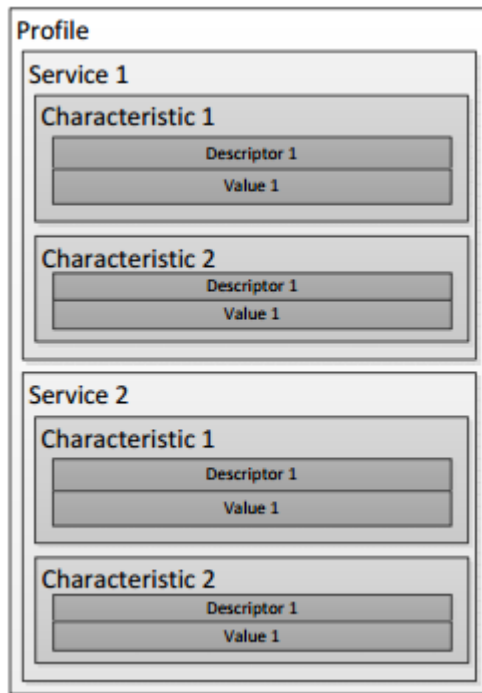 Profile
Service 1
Characteristic 1
Descriptor 1
Value 1
Characteristic 2
Descriptor 1
Value 1
Service 2
Characteristic 1
Descriptor 1
Value 1
Characteristic 2
Descriptor 1
Value 1